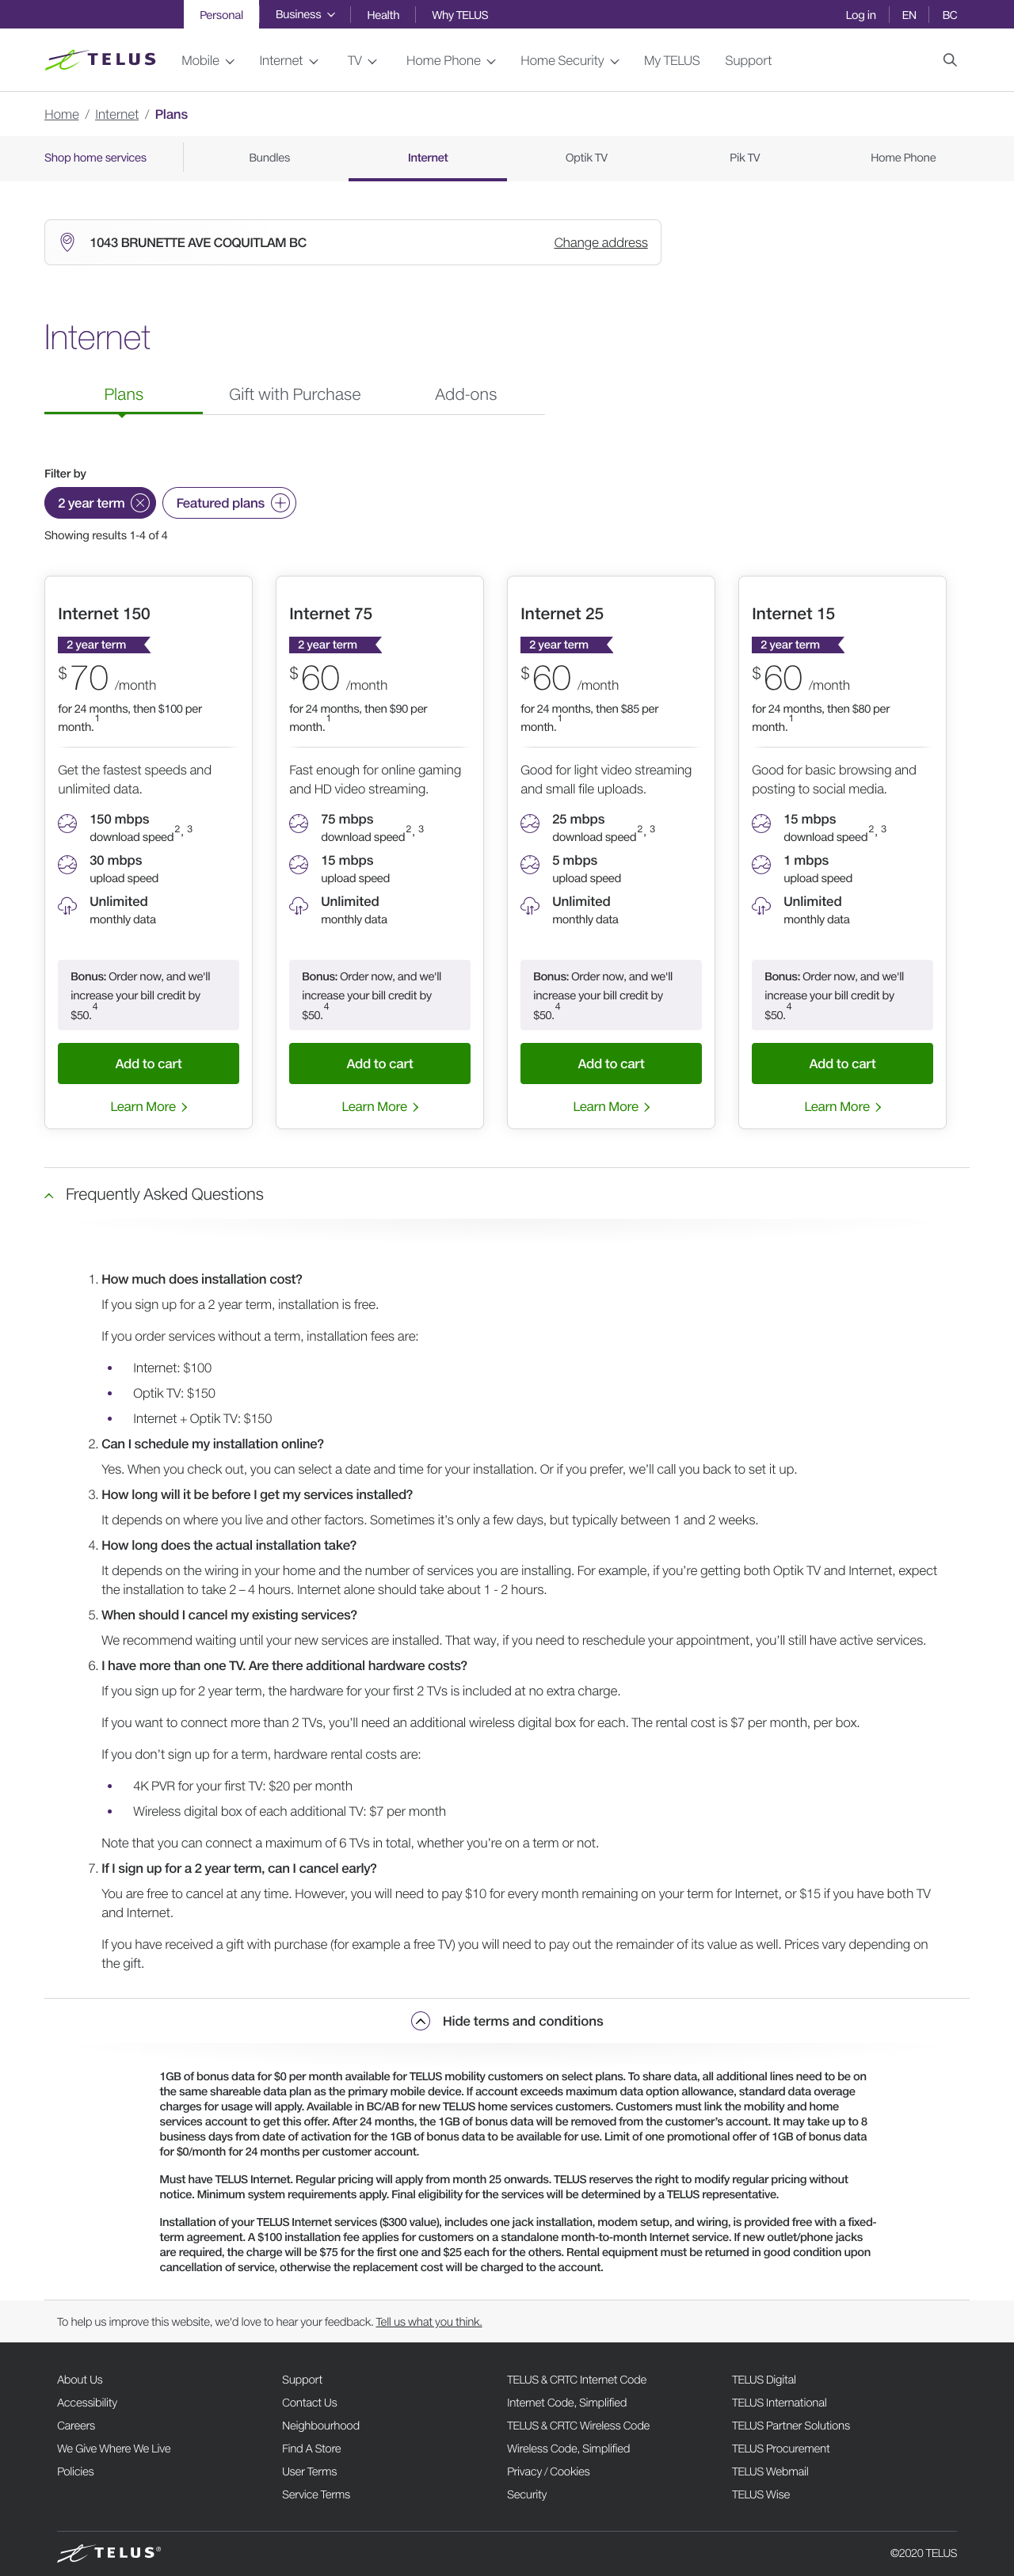 Personal Business Health Why TELUS Log in EN BC
TELUS Mobile Internet TV Home Phone Home Security My TELUS Support
Home / Internet / Plans
Shop home services Bundles Internet Optik TV Pik TV Home Phone
1043 BRUNETTE AVE COQUITLAM BC Change address
Internet
Plans Gift with Purchase Add-ons
Filter by
2 year term Featured plans
Showing results 1-4 of 4
Internet 150
2 year term
$70 /month
for 24 months, then $100 per
month.1
Get the fastest speeds and
unlimited data.
150 mbps
download speed2, 3
30 mbps
upload speed
Unlimited
monthly data
Bonus: Order now, and we'll
increase your bill credit by
$50.4
Add to cart
Learn More
Internet 75
2 year term
$60 /month
for 24 months, then $90 per
month.1
Fast enough for online gaming
and HD video streaming.
75 mbps
download speed2, 3
15 mbps
upload speed
Unlimited
monthly data
Bonus: Order now, and we'll
increase your bill credit by
$50.4
Add to cart
Learn More
Internet 25
2 year term
$60 /month
for 24 months, then $85 per
month.1
Good for light video streaming
and small file uploads.
25 mbps
download speed2, 3
5 mbps
upload speed
Unlimited
monthly data
Bonus: Order now, and we'll
increase your bill credit by
$50.4
Add to cart
Learn More
Internet 15
2 year term
$60 /month
for 24 months, then $80 per
month.1
Good for basic browsing and
posting to social media.
15 mbps
download speed2, 3
1 mbps
upload speed
Unlimited
monthly data
Bonus: Order now, and we'll
increase your bill credit by
$50.4
Add to cart
Learn More
Frequently Asked Questions
1. How much does installation cost?
If you sign up for a 2 year term, installation is free.
If you order services without a term, installation fees are:
• Internet: $100
• Optik TV: $150
• Internet + Optik TV: $150
2. Can I schedule my installation online?
Yes. When you check out, you can select a date and time for your installation. Or if you prefer, we'll call you back to set it up.
3. How long will it be before I get my services installed?
It depends on where you live and other factors. Sometimes it's only a few days, but typically between 1 and 2 weeks.
4. How long does the actual installation take?
It depends on the wiring in your home and the number of services you are installing. For example, if you're getting both Optik TV and Internet, expect
the installation to take 2 – 4 hours. Internet alone should take about 1 - 2 hours.
5. When should I cancel my existing services?
We recommend waiting until your new services are installed. That way, if you need to reschedule your appointment, you'll still have active services.
6. I have more than one TV. Are there additional hardware costs?
If you sign up for 2 year term, the hardware for your first 2 TVs is included at no extra charge.
If you want to connect more than 2 TVs, you'll need an additional wireless digital box for each. The rental cost is $7 per month, per box.
If you don't sign up for a term, hardware rental costs are:
• 4K PVR for your first TV: $20 per month
• Wireless digital box of each additional TV: $7 per month
Note that you can connect a maximum of 6 TVs in total, whether you're on a term or not.
7. If I sign up for a 2 year term, can I cancel early?
You are free to cancel at any time. However, you will need to pay $10 for every month remaining on your term for Internet, or $15 if you have both TV
and Internet.
If you have received a gift with purchase (for example a free TV) you will need to pay out the remainder of its value as well. Prices vary depending on
the gift.
Hide terms and conditions
1GB of bonus data for $0 per month available for TELUS mobility customers on select plans. To share data, all additional lines need to be on
the same shareable data plan as the primary mobile device. If account exceeds maximum data option allowance, standard data overage
charges for usage will apply. Available in BC/AB for new TELUS home services customers. Customers must link the mobility and home
services account to get this offer. After 24 months, the 1GB of bonus data will be removed from the customer's account. It may take up to 8
business days from date of activation for the 1GB of bonus data to be available for use. Limit of one promotional offer of 1GB of bonus data
for $0/month for 24 months per customer account.
Must have TELUS Internet. Regular pricing will apply from month 25 onwards. TELUS reserves the right to modify regular pricing without
notice. Minimum system requirements apply. Final eligibility for the services will be determined by a TELUS representative.
Installation of your TELUS Internet services ($300 value), includes one jack installation, modem setup, and wiring, is provided free with a fixed-
term agreement. A $100 installation fee applies for customers on a standalone month-to-month Internet service. If new outlet/phone jacks
are required, the charge will be $75 for the first one and $25 each for the others. Rental equipment must be returned in good condition upon
cancellation of service, otherwise the replacement cost will be charged to the account.
To help us improve this website, we'd love to hear your feedback. Tell us what you think.
About Us
Accessibility
Careers
We Give Where We Live
Policies
Support
Contact Us
Neighbourhood
Find A Store
User Terms
Service Terms
TELUS & CRTC Internet Code
Internet Code, Simplified
TELUS & CRTC Wireless Code
Wireless Code, Simplified
Privacy / Cookies
Security
TELUS Digital
TELUS International
TELUS Partner Solutions
TELUS Procurement
TELUS Webmail
TELUS Wise
TELUS® ©2020 TELUS